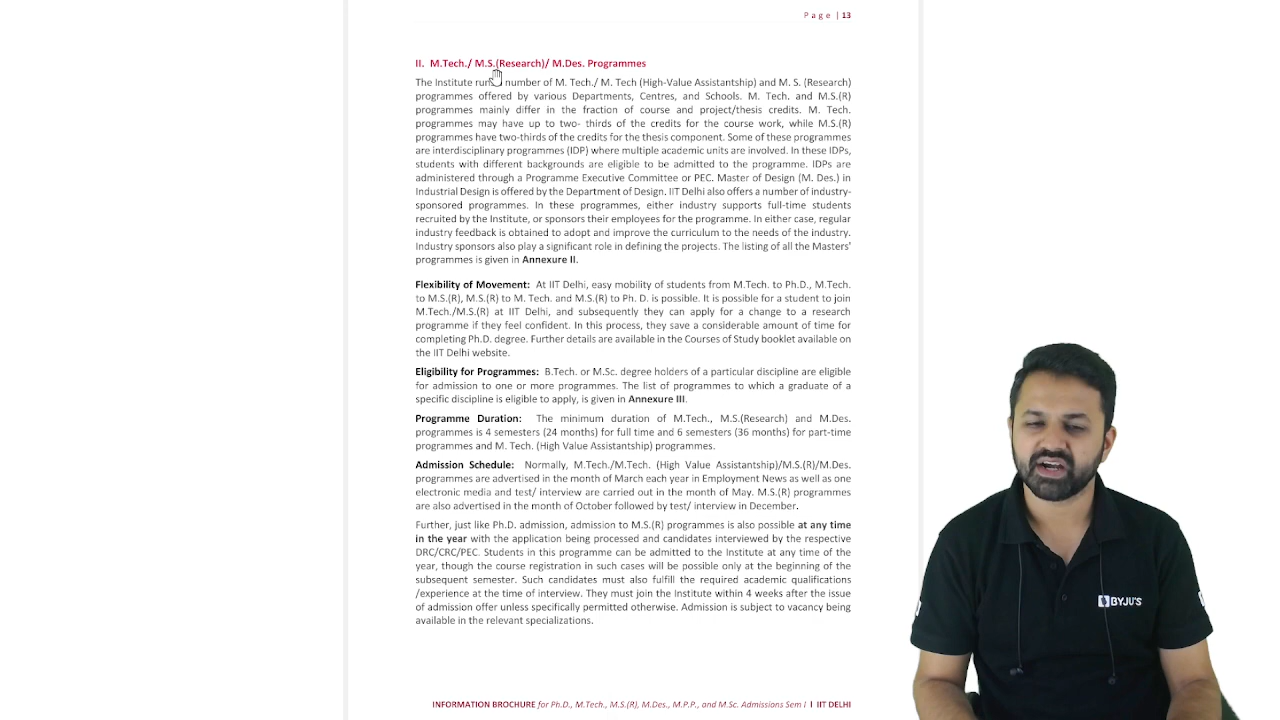 Page | 13
II. M.Tech./ M.S.(Research)/ M.Des. Programmes
The Institute runs number of M. Tech./ M. Tech (High-Value Assistantship) and M. S. (Research)
programmes offered by various Departments, Centres, and Schools. M. Tech. and M.S.(R)
programmes mainly differ in the fraction of course and project/thesis credits. M. Tech.
programmes may have up to two- thirds of the credits for the course work, while M.S.(R)
programmes have two-thirds of the credits for the thesis component. Some of these programmes
are interdisciplinary programmes (IDP) where multiple academic units are involved. In these IDPs,
students with different backgrounds are eligible to be admitted to the programme. IDPs are
administered through a Programme Executive Committee or PEC. Master of Design (M. Des.) in
Industrial Design is offered by the Department of Design. IIT Delhi also offers a number of industry-
sponsored programmes. In these programmes, either industry supports full-time students
recruited by the Institute, or sponsors their employees for the programme. In either case, regular
industry feedback is obtained to adopt and improve the curriculum to the needs of the industry.
Industry sponsors also play a significant role in defining the projects. The listing of all the Masters'
programmes is given in Annexure II.
Flexibility of Movement: At IIT Delhi, easy mobility of students from M.Tech. to Ph.D., M.Tech.
to M.S.(R), M.S.(R) to M. Tech. and M.S.(R) to Ph. D. is possible. It is possible for a student to join
M.Tech./M.S.(R) at IIT Delhi, and subsequently they can apply for a change to a research
programme if they feel confident. In this process, they save a considerable amount of time for
completing Ph.D. degree. Further details are available in the Courses of Study booklet available on
the IIT Delhi website.
Eligibility for Programmes: B.Tech. or M.Sc. degree holders of a particular discipline are eligible
for admission to one or more programmes. The list of programmes to which a graduate of a
specific discipline is eligible to apply, is given in Annexure III.
Programme Duration: The minimum duration of M.Tech., M.S.(Research) and M.Des.
programmes is 4 semesters (24 months) for full time and 6 semesters (36 months) for part-time
programmes and M. Tech. (High Value Assistantship) programmes.
Admission Schedule: Normally, M.Tech./M.Tech. (High Value Assistantship)/M.S.(R)/M.Des.
programmes are advertised in the month of March each year in Employment News as well as one
electronic media and test/ interview are carried out in the month of May. M.S.(R) programmes
are also advertised in the month of October followed by test/ interview in December.
Further, just like Ph.D. admission, admission to M.S.(R) programmes is also possible at any time
in the year with the application being processed and candidates interviewed by the respective
DRC/CRC/PEC. Students in this programme can be admitted to the Institute at any time of the
year, though the course registration in such cases will be possible only at the beginning of the
subsequent semester. Such candidates must also fulfill the required academic qualifications
/experience at the time of interview. They must join the Institute within 4 weeks after the issue
of admission offer unless specifically permitted otherwise. Admission is subject to vacancy being
available in the relevant specializations.
INFORMATION BROCHURE for Ph.D., M.Tech., M.S.(R), M.Des., M.P.P., and M.Sc. Admissions Sem I I IIT DELHI
BYJU'S